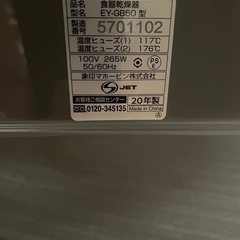 品名 食器乾燥器
型名 EY-GB50 型
製造番号 5701102
温度ヒューズ(1) 117℃
温度ヒューズ(2) 176℃
100V 265W
50/60Hz
PS E
象印マホービン株式会社
S JET
お客様ご相談センター
0120-345135
20年製
Made in China